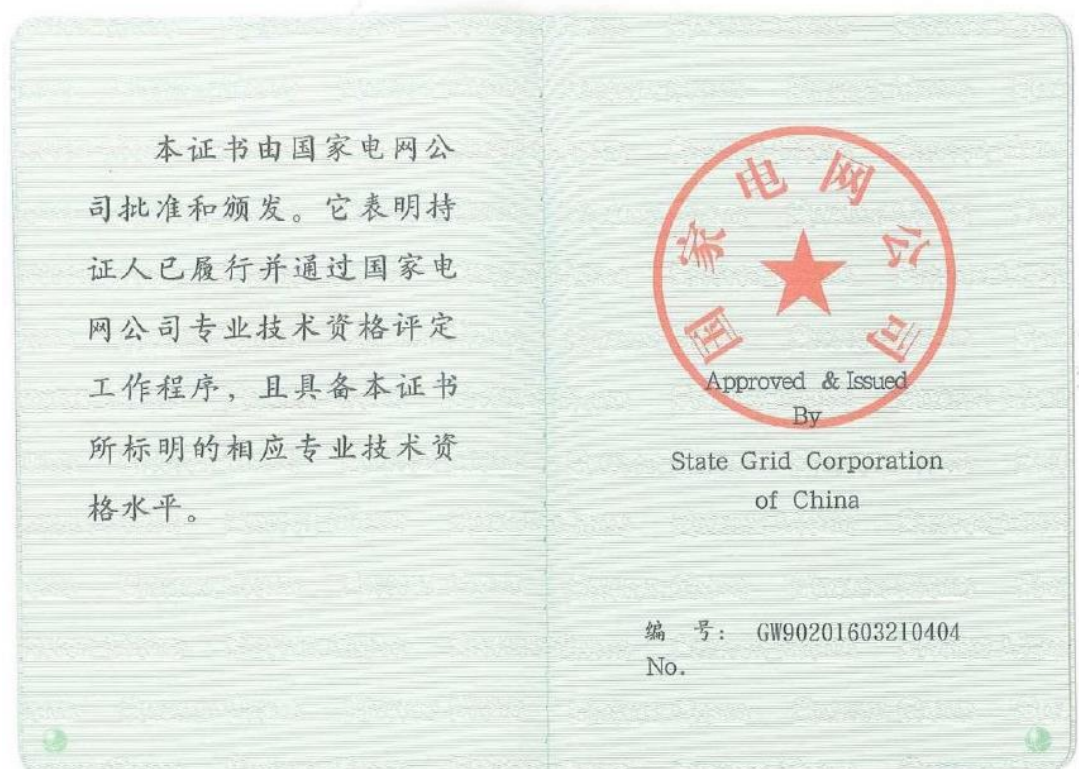 本证书由国家电网公
司批准和颁发。它表明持
证人已履行并通过国家电
网公司专业技术资格评定
工作程序，且具备本证书
所标明的相应专业技术资
格水平。
国家电网公司
Approved & Issued
By
State Grid Corporation
of China
编 号： GW90201603210404
No.